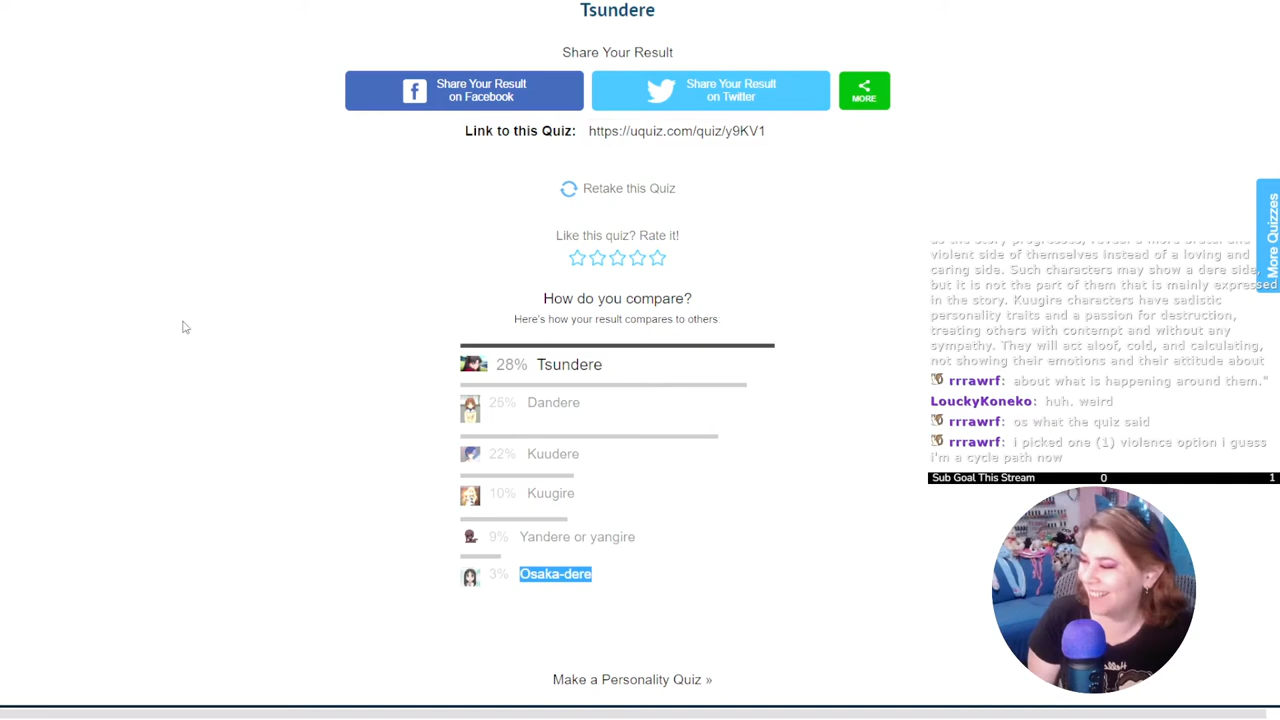 Tsundere
Share Your Result
Share Your Result
on Facebook
Share Your Result
on Twitter
MORE
Link to this Quiz: https://uquiz.com/quiz/y9KV1
Retake this Quiz
Like this quiz? Rate it!
How do you compare?
Here's how your result compares to others:
28% Tsundere
25% Dandere
22% Kuudere
10% Kuugire
9% Yandere or yangire
3% Osaka-dere
Make a Personality Quiz »
More Quizzes
as the story progresses, reveal a more brutal and
violent side of themselves instead of a loving and
caring side. Such characters may show a dere side,
but it is not the part of them that is mainly expressed
in the story. Kuugire characters have sadistic
personality traits and a passion for destruction,
treating others with contempt and without any
sympathy. They will act aloof, cold, and calculating,
not showing their emotions and their attitude about
rrrawrf: about what is happening around them."
LouckyKoneko: huh. weird
rrrawrf: os what the quiz said
rrrawrf: i picked one (1) violence option i guess
i'm a cycle path now
Sub Goal This Stream 0 1